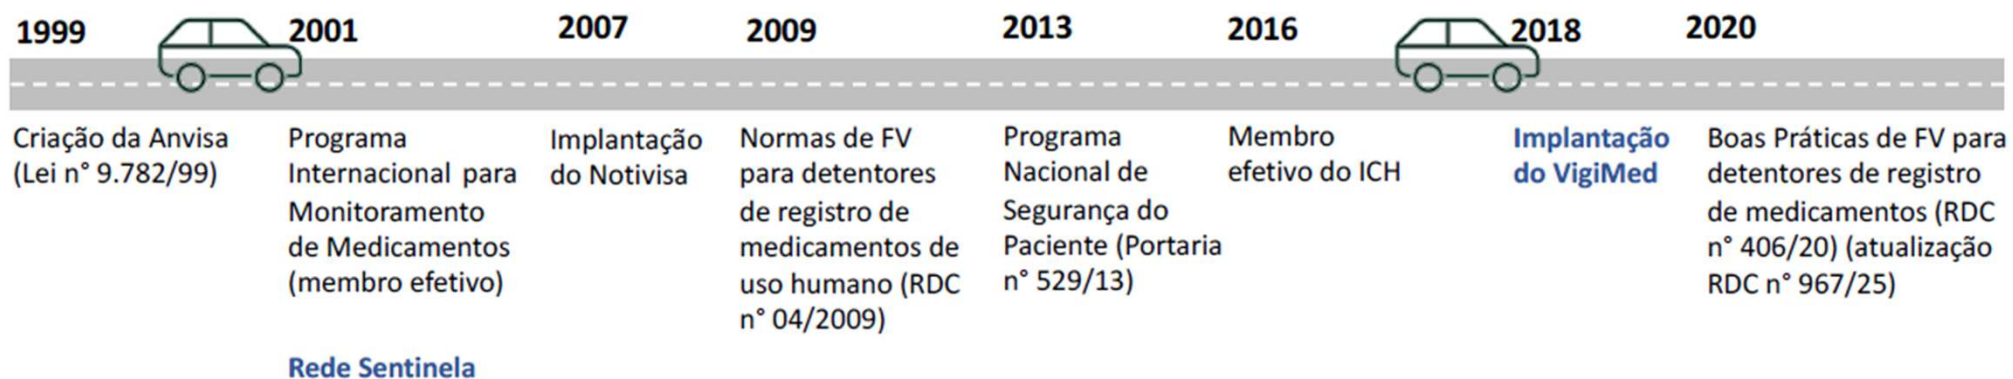 1999
2001
2007
2009
2013
2016
2018
2020
Criação da Anvisa
(Lei n° 9.782/99)
Programa
Internacional para
Monitoramento
de Medicamentos
(membro efetivo)
Rede Sentinela
Implantação
do Notivisa
Normas de FV
para detentores
de registro de
medicamentos de
uso humano (RDC
n° 04/2009)
Programa
Nacional de
Segurança do
Paciente (Portaria
n° 529/13)
Membro
efetivo do ICH
Implantação
do VigiMed
Boas Práticas de FV para
detentores de registro
de medicamentos (RDC
n° 406/20) (atualização
RDC n° 967/25)